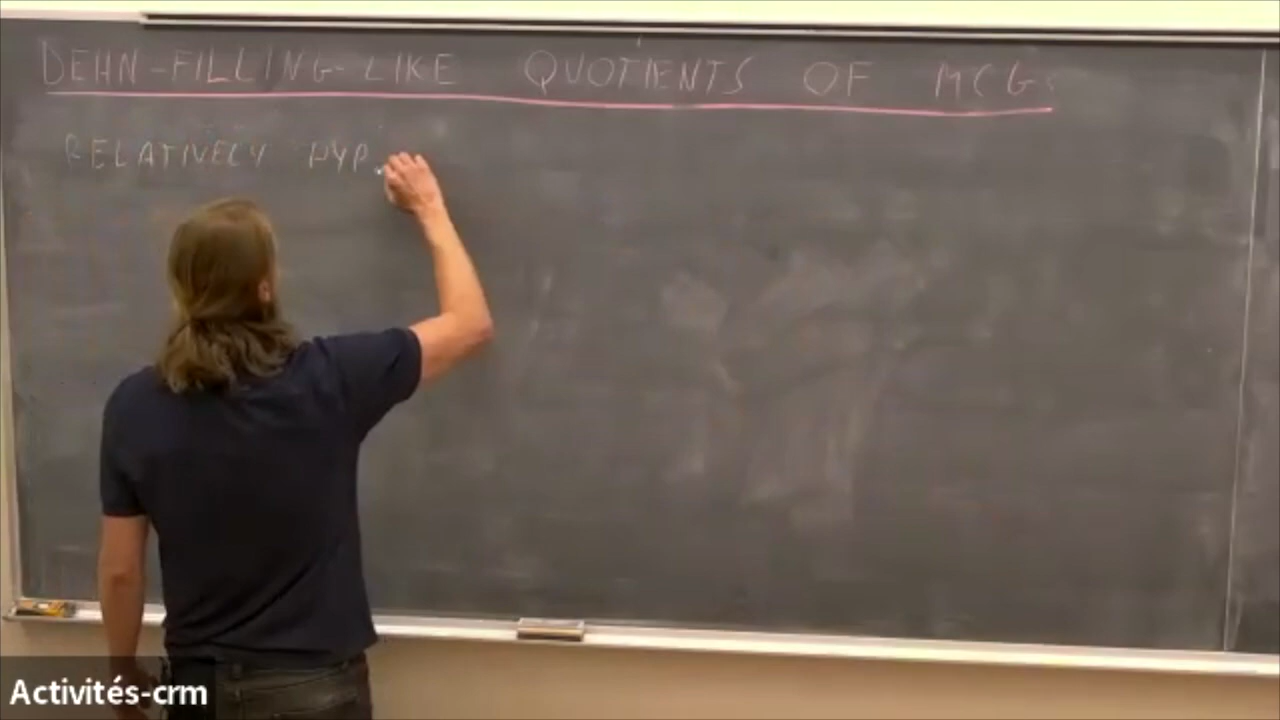 DEHN-FILLING-LIKE QUOTIENTS OF MCGs
RELATIVELY HYP.
Activités-crm